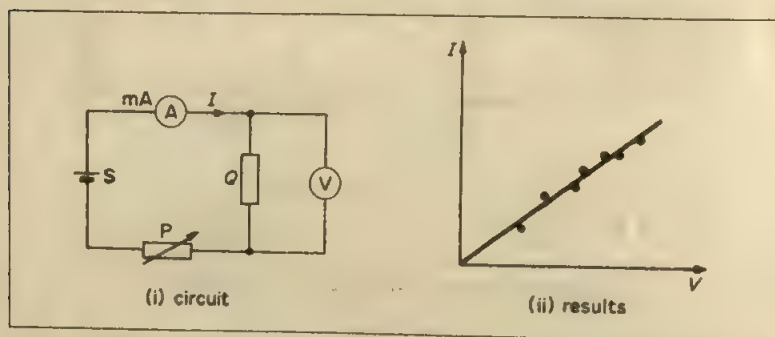 mA A I
S Q V
P
(i) circuit
I
V
(ii) results